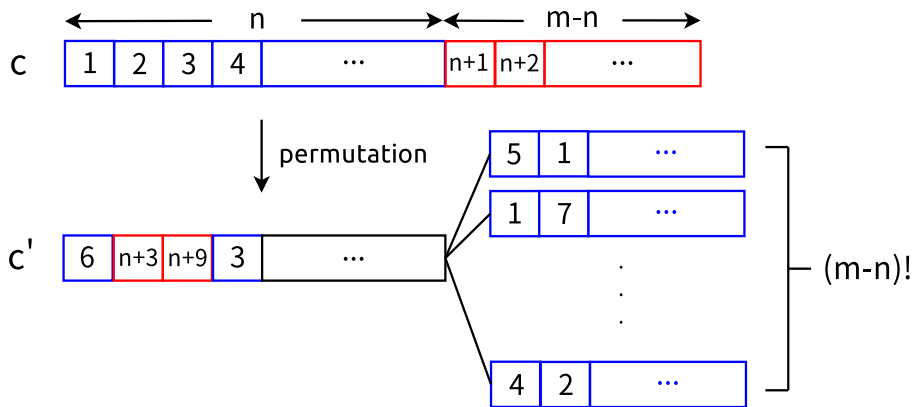 n m-n
c 1 2 3 4 ... n+1 n+2 ...
permutation
5 1 ...
1 7 ...
c' 6 n+3 n+9 3 ...
(m-n)!
4 2 ...